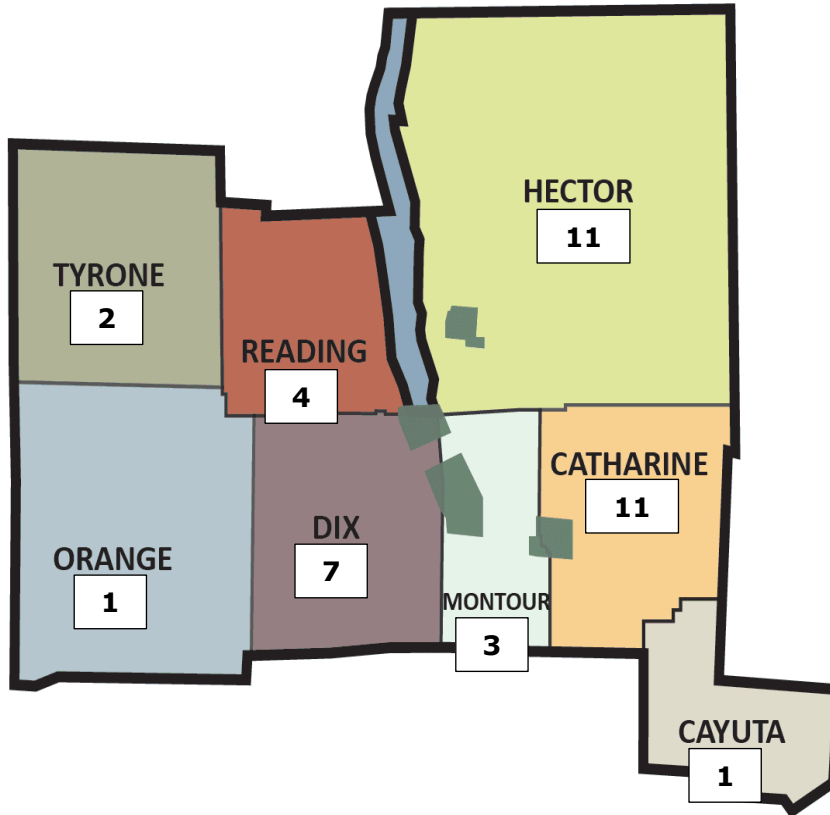 HECTOR
11
TYRONE
2
READING
4
CATHARINE
11
DIX
7
ORANGE
1
MONTOUR
3
CAYUTA
1